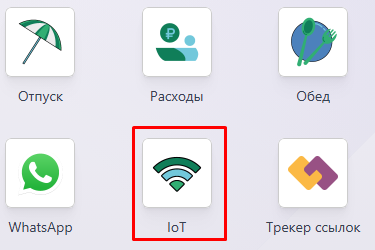 Отпуск
Расходы
Обед
WhatsApp
IoT
Трекер ссылок